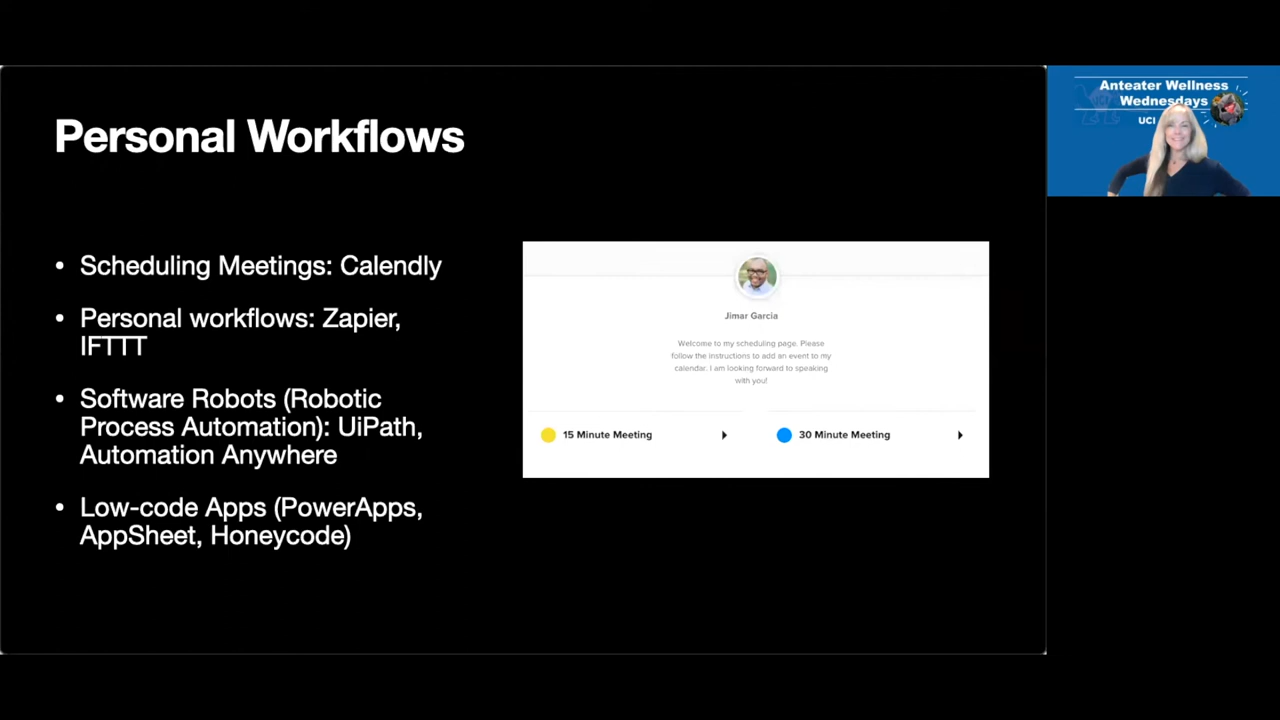 Personal Workflows
• Scheduling Meetings: Calendly
• Personal workflows: Zapier,
IFTTT
• Software Robots (Robotic
Process Automation): UiPath,
Automation Anywhere
• Low-code Apps (PowerApps,
AppSheet, Honeycode)
Jimar Garcia
Welcome to my scheduling page. Please
follow the instructions to add an event to my
calendar. I am looking forward to speaking
with you!
15 Minute Meeting
30 Minute Meeting
Anteater Wellness
Wednesdays
UCI